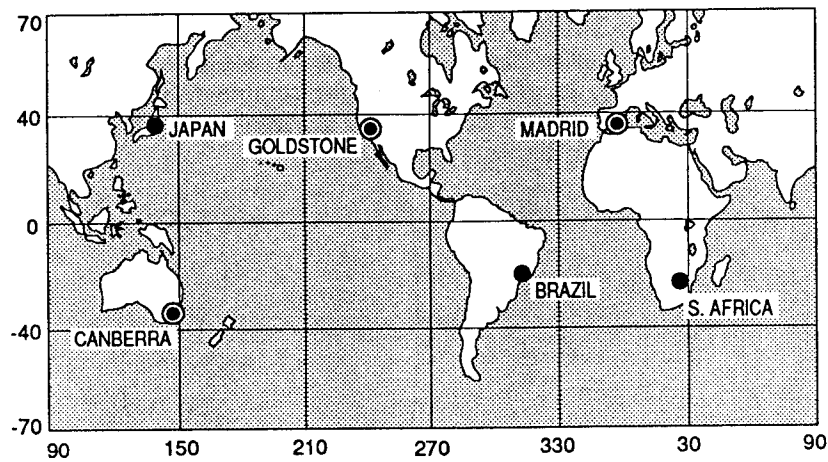 70
40
JAPAN
GOLDSTONE
MADRID
0
BRAZIL
S. AFRICA
CANBERRA
-40
-70
90 150 210 270 330 30 90